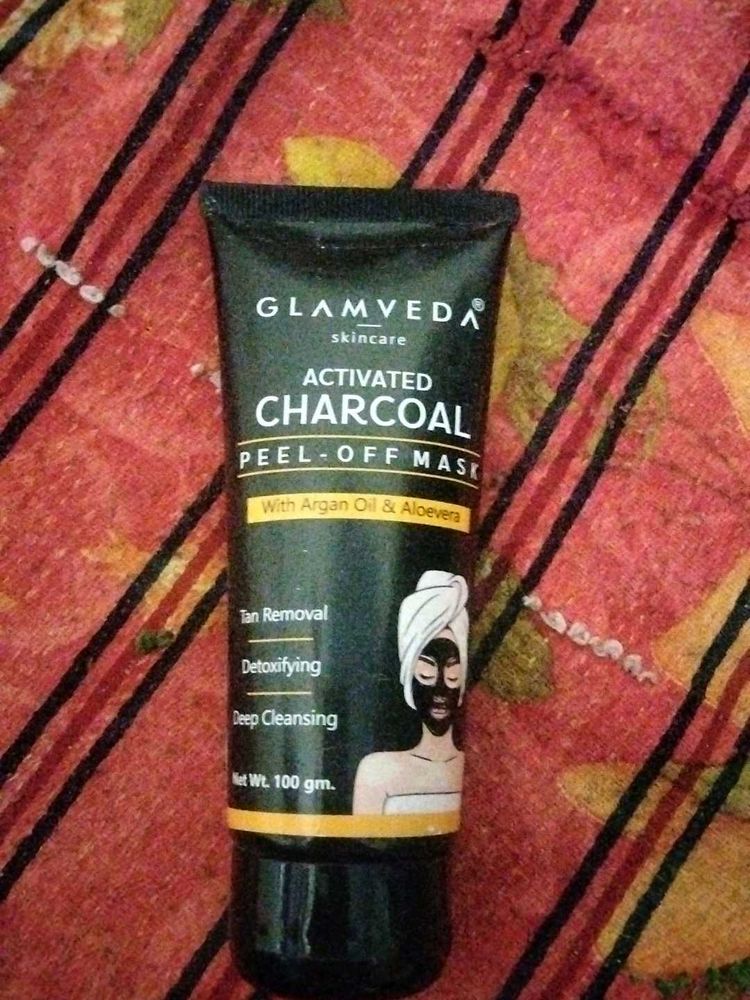 GLAMVEDA®
skincare
ACTIVATED
CHARCOAL
PEEL-OFF MASK
With Argan Oil & Aloevera
Tan Removal
Detoxifying
Deep Cleansing
Net Wt. 100 gm.